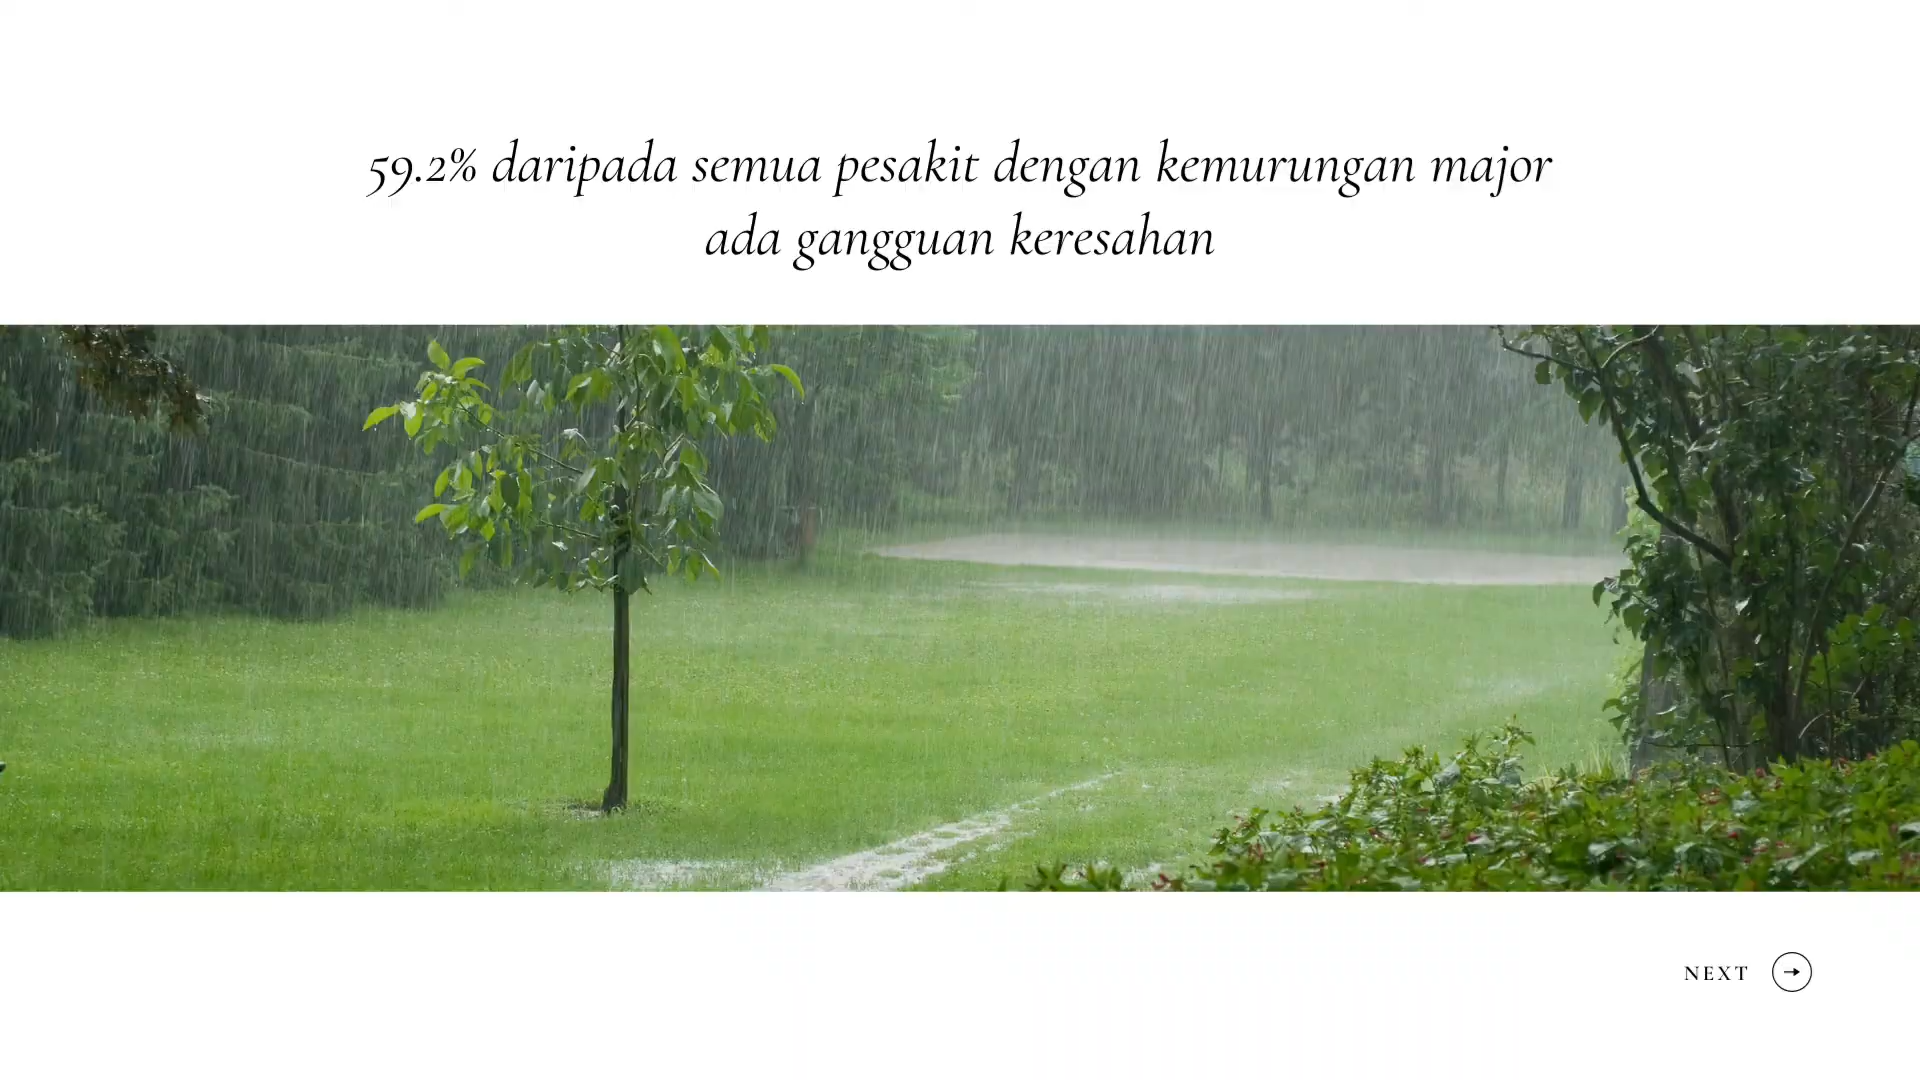 59.2% daripada semua pesakit dengan kemurungan major
ada gangguan keresahan
NEXT